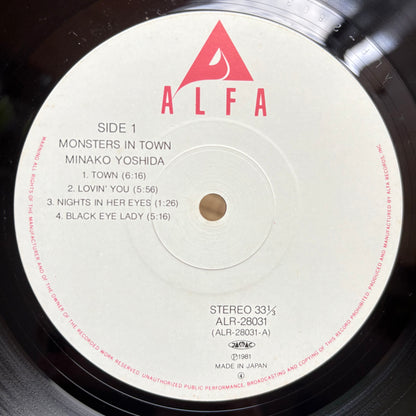 ALFA
SIDE 1
MONSTERS IN TOWN
MINAKO YOSHIDA
1. TOWN (6:16)
2. LOVIN' YOU (5:56)
3. NIGHTS IN HER EYES (1:26)
4. BLACK EYE LADY (5:16)
STEREO 33⅓
ALR-28031
(ALR-28031-A)
JASRAC
Ⓟ1981
MADE IN JAPAN
④
WARNING: ALL RIGHTS OF THE MANUFACTURER AND OF THE OWNER OF THE RECORDED WORK RESERVED. UNAUTHORIZED PUBLIC PERFORMANCE, BROADCASTING AND COPYING OF THIS RECORD PROHIBITED. PRODUCED AND MANUFACTURED BY ALFA RECORDS, INC.